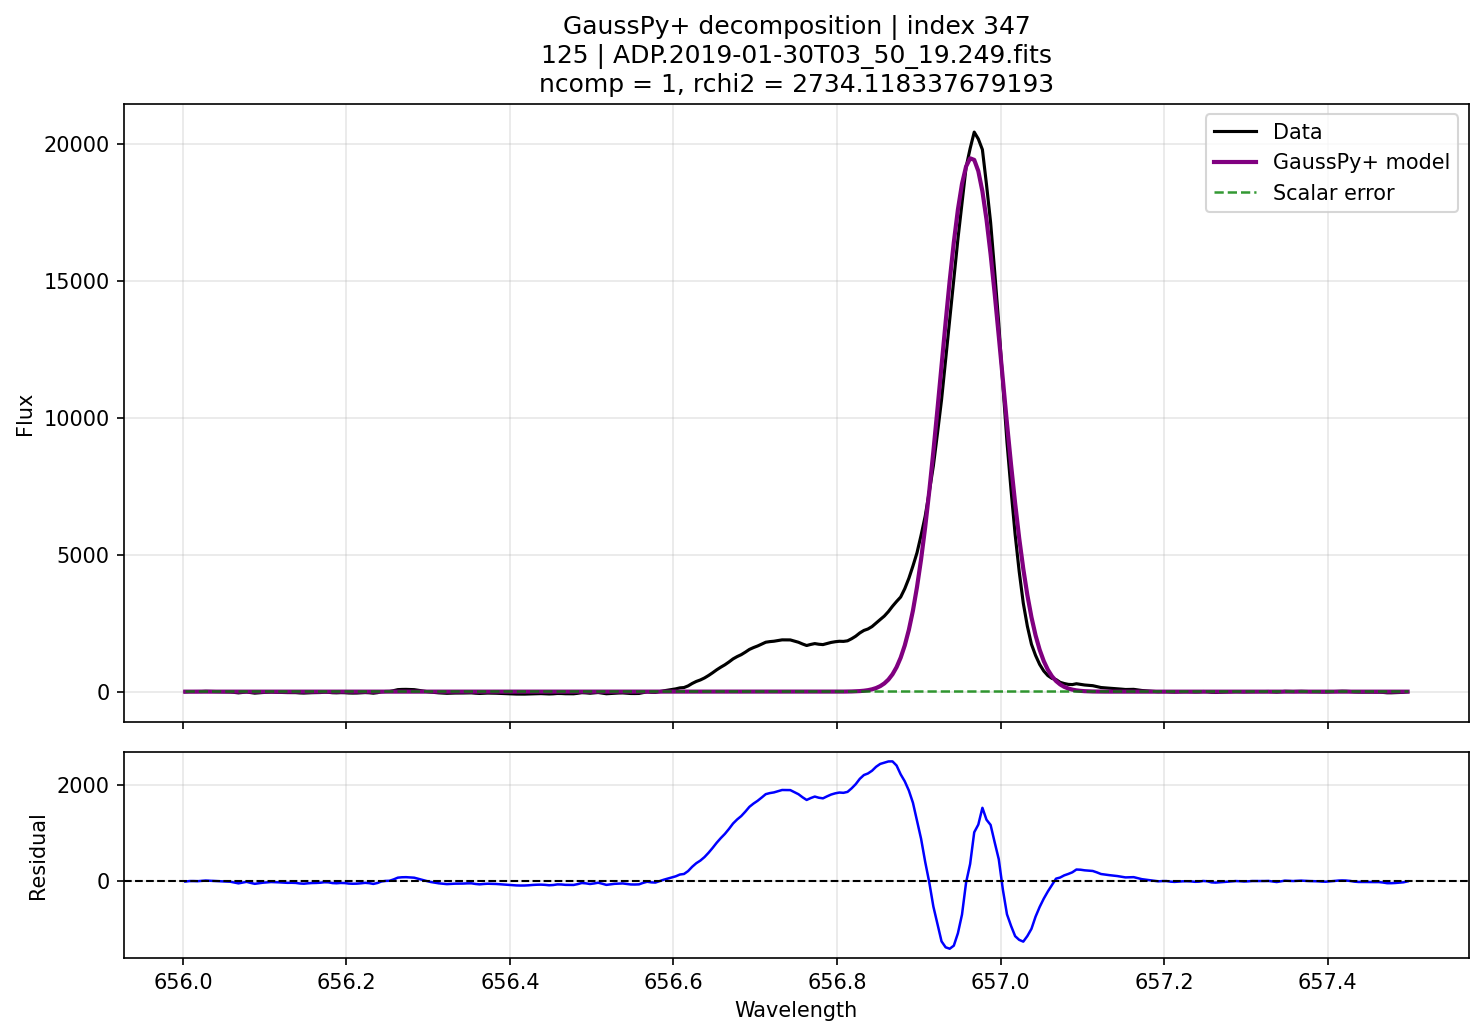 GaussPy+ decomposition | index 347
125 | ADP.2019-01-30T03_50_19.249.fits
ncomp = 1, rchi2 = 2734.118337679193
Data
GaussPy+ model
Scalar error
Flux
20000
15000
10000
5000
0
Residual
2000
0
656.0 656.2 656.4 656.6 656.8 657.0 657.2 657.4
Wavelength